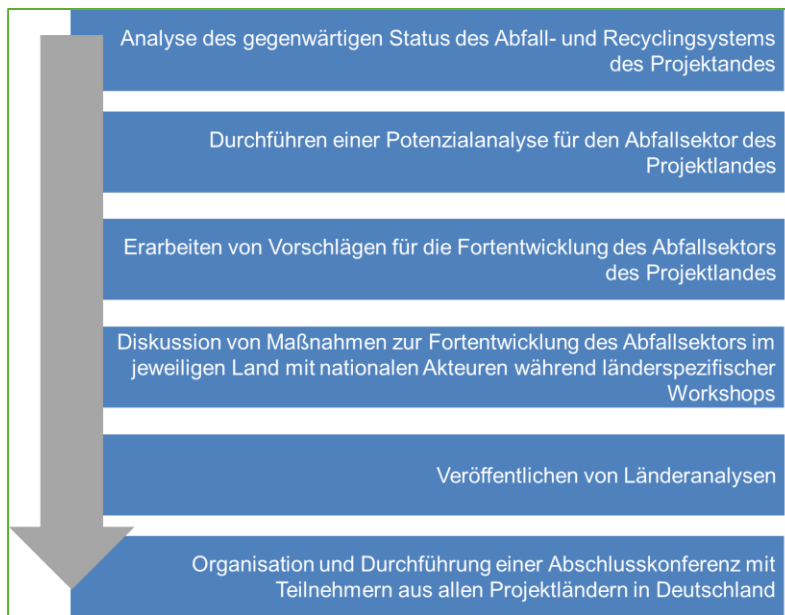 Analyse des gegenwärtigen Status des Abfall- und Recyclingsystems
des Projektandes
Durchführen einer Potenzialanalyse für den Abfallsektor des
Projektlandes
Erarbeiten von Vorschlägen für die Fortentwicklung des Abfallsektors
des Projektlandes
Diskussion von Maßnahmen zur Fortentwicklung des Abfallsektors im
jeweiligen Land mit nationalen Akteuren während länderspezifischer
Workshops
Veröffentlichen von Länderanalysen
Organisation und Durchführung einer Abschlusskonferenz mit
Teilnehmern aus allen Projektländern in Deutschland